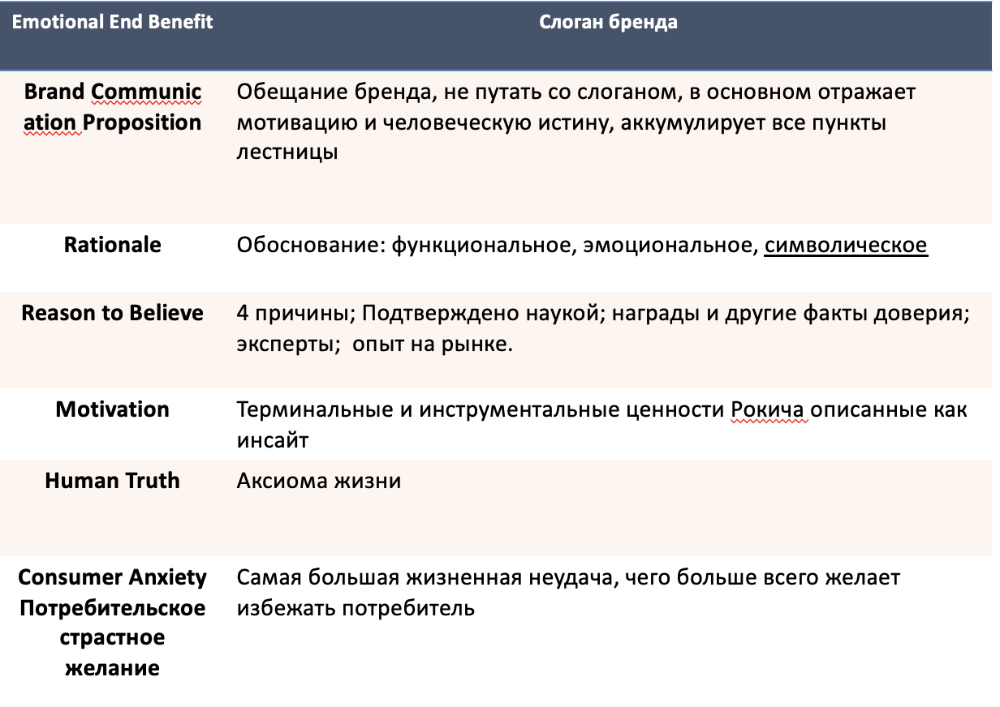 Emotional End Benefit
Слоган бренда
Brand Communic
ation Proposition
Обещание бренда, не путать со слоганом, в основном отражает
мотивацию и человеческую истину, аккумулирует все пункты
лестницы
Rationale
Обоснование: функциональное, эмоциональное, символическое
Reason to Believe
4 причины; Подтверждено наукой; награды и другие факты доверия;
эксперты;  опыт на рынке.
Motivation
Терминальные и инструментальные ценности Рокича описанные как
инсайт
Human Truth
Аксиома жизни
Consumer Anxiety
Потребительское
страстное
желание
Самая большая жизненная неудача, чего больше всего желает
избежать потребитель